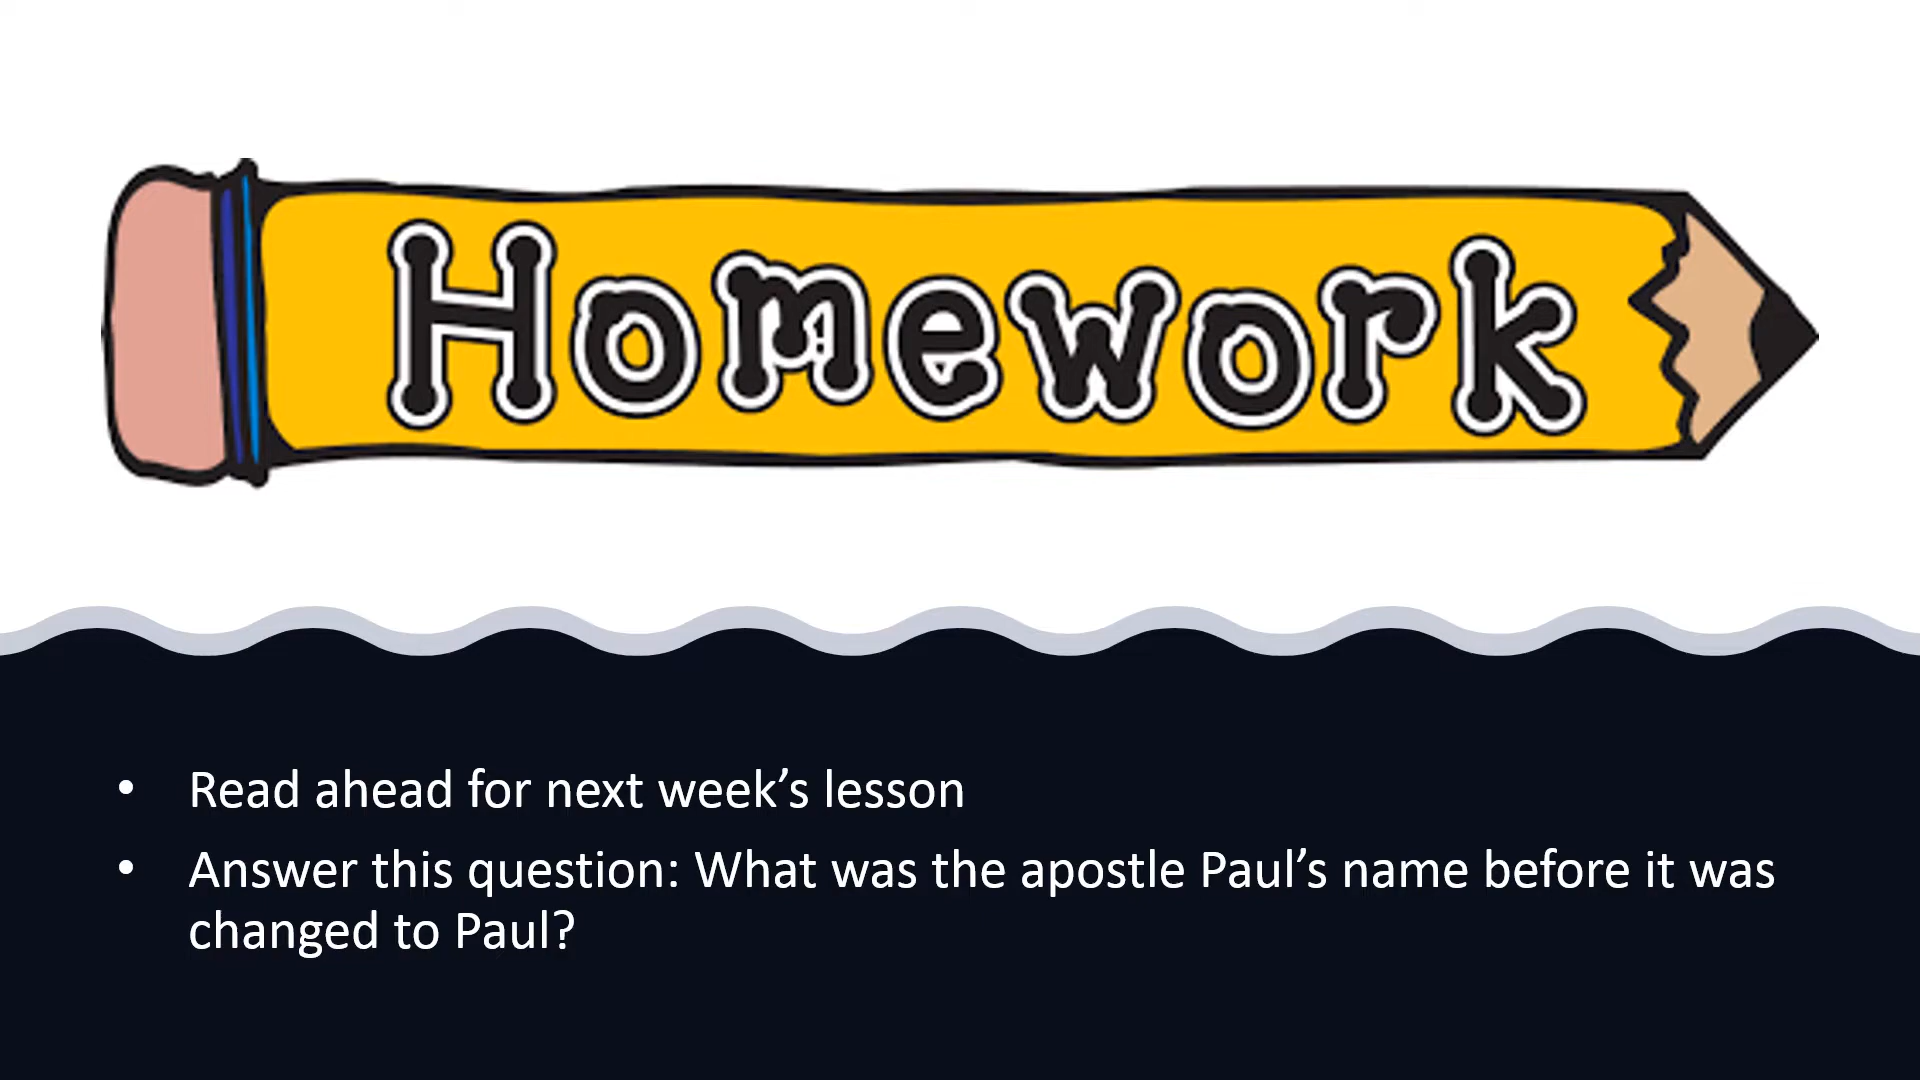 Homework
• Read ahead for next week’s lesson
• Answer this question: What was the apostle Paul’s name before it was
changed to Paul?